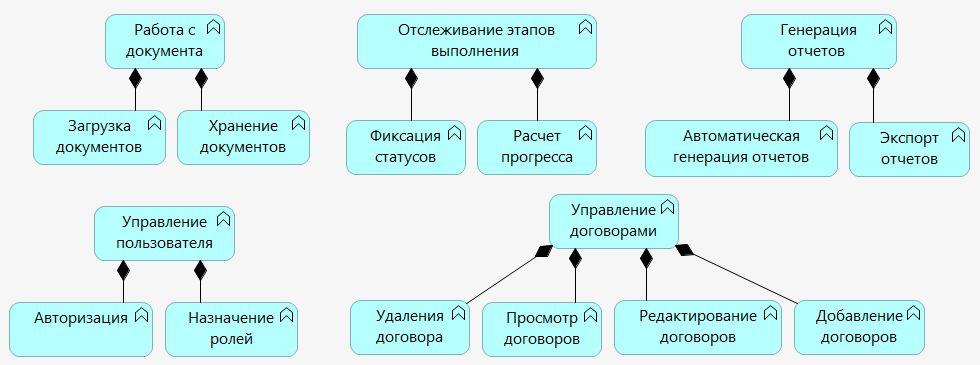 Работа с
документа
Отслеживание этапов
выполнения
Генерация
отчетов
Загрузка
документов
Хранение
документов
Фиксация
статусов
Расчет
прогресса
Автоматическая
генерация отчетов
Экспорт
отчетов
Управление
пользователя
Управление
договорами
Авторизация
Назначение
ролей
Удаления
договора
Просмотр
договоров
Редактирование
договоров
Добавление
договоров